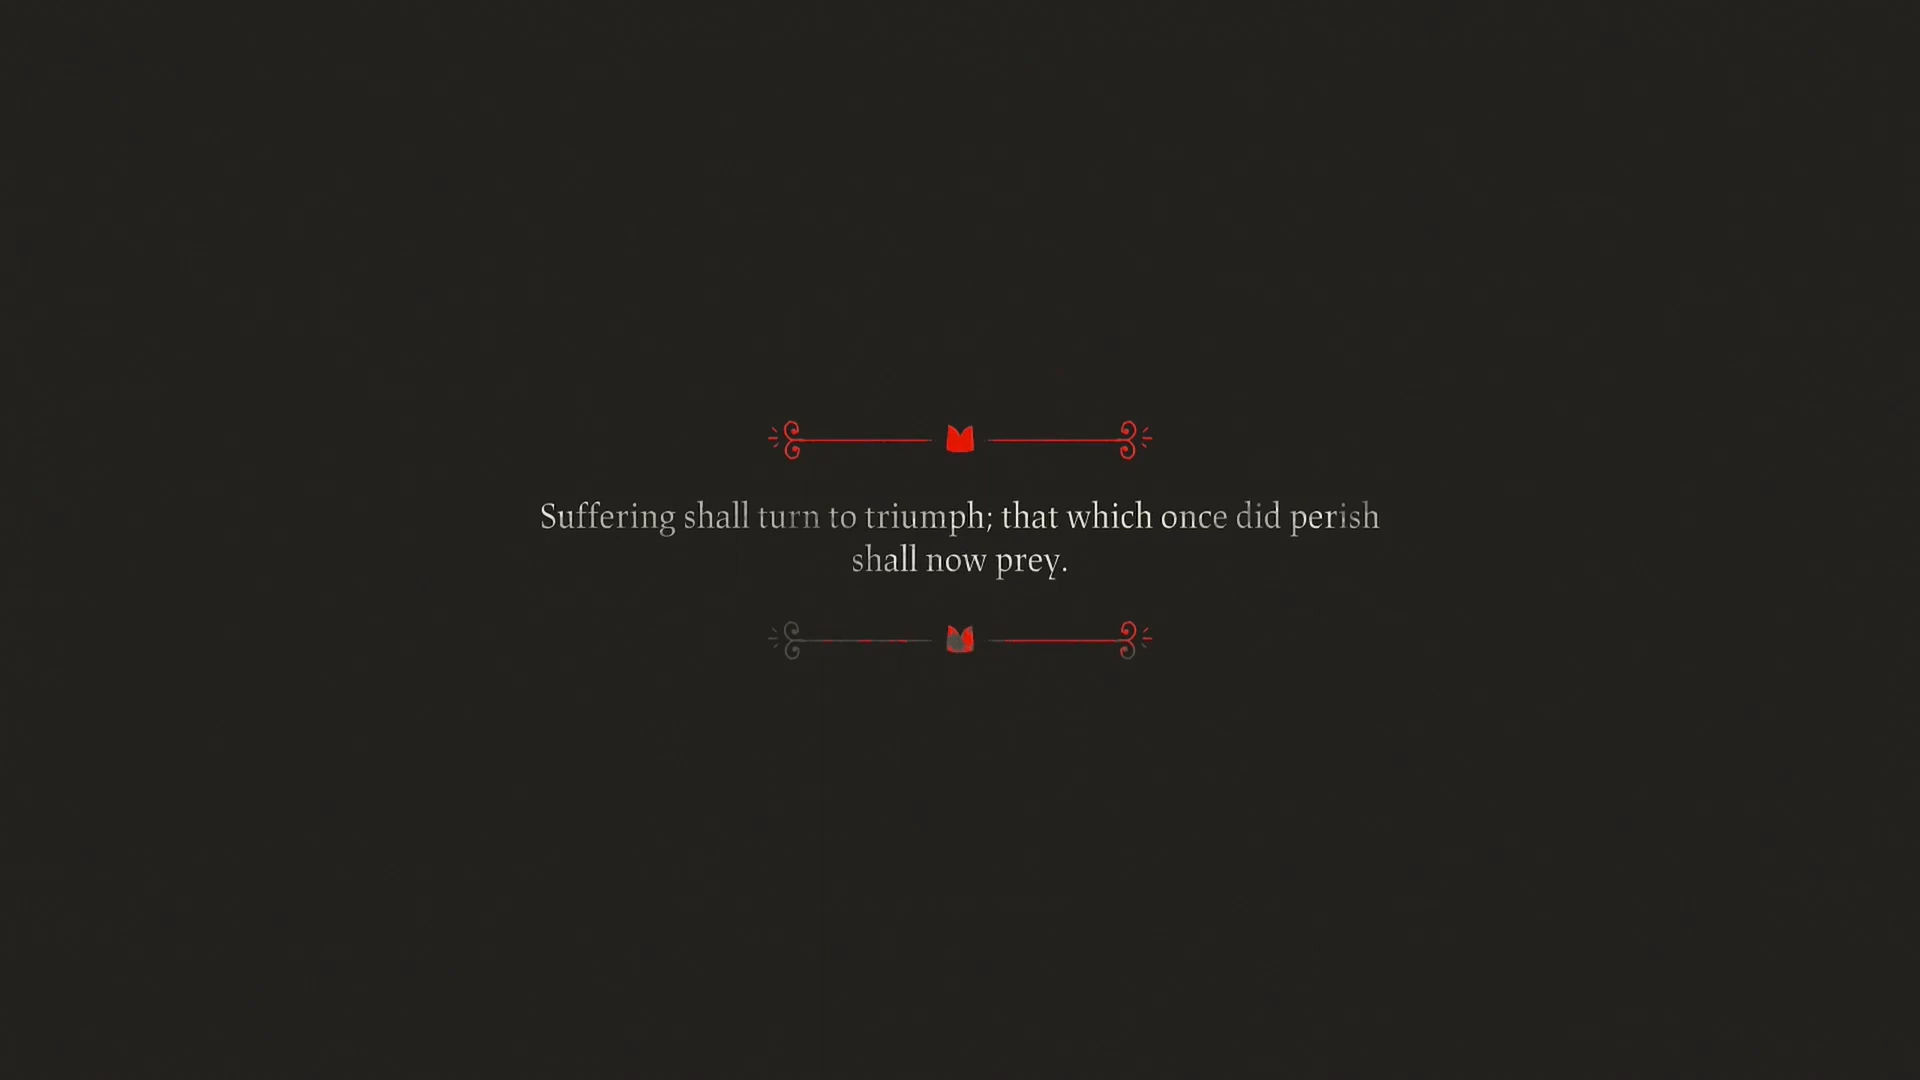 Suffering shall turn to triumph; that which once did perish
shall now prey.